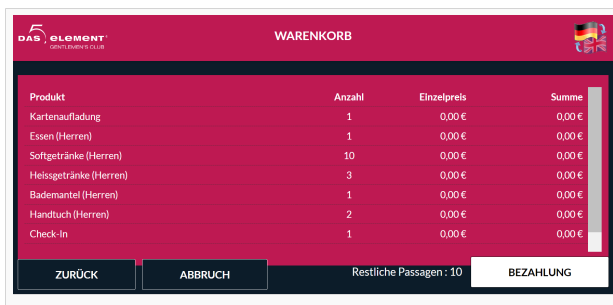 DAS 5 ELEMENT
GENTLEMEN'S CLUB
WARENKORB
Produkt Anzahl Einzelpreis Summe
Kartenaufladung 1 0,00 € 0,00 €
Essen (Herren) 1 0,00 € 0,00 €
Softgetränke (Herren) 10 0,00 € 0,00 €
Heissgetränke (Herren) 3 0,00 € 0,00 €
Bademantel (Herren) 1 0,00 € 0,00 €
Handtuch (Herren) 2 0,00 € 0,00 €
Check-In 1 0,00 € 0,00 €
ZURÜCK ABBRUCH Restliche Passagen : 10 BEZAHLUNG